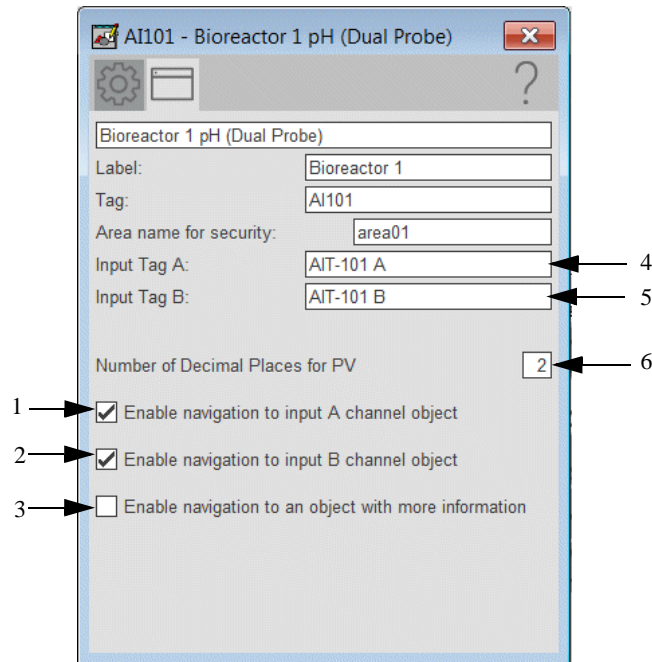 AI101 - Bioreactor 1 pH (Dual Probe)
?
Bioreactor 1 pH (Dual Probe)
Label: Bioreactor 1
Tag: AI101
Area name for security: area01
Input Tag A: AIT-101 A 4
Input Tag B: AIT-101 B 5
Number of Decimal Places for PV 2 6
1 Enable navigation to input A channel object
2 Enable navigation to input B channel object
3 Enable navigation to an object with more information